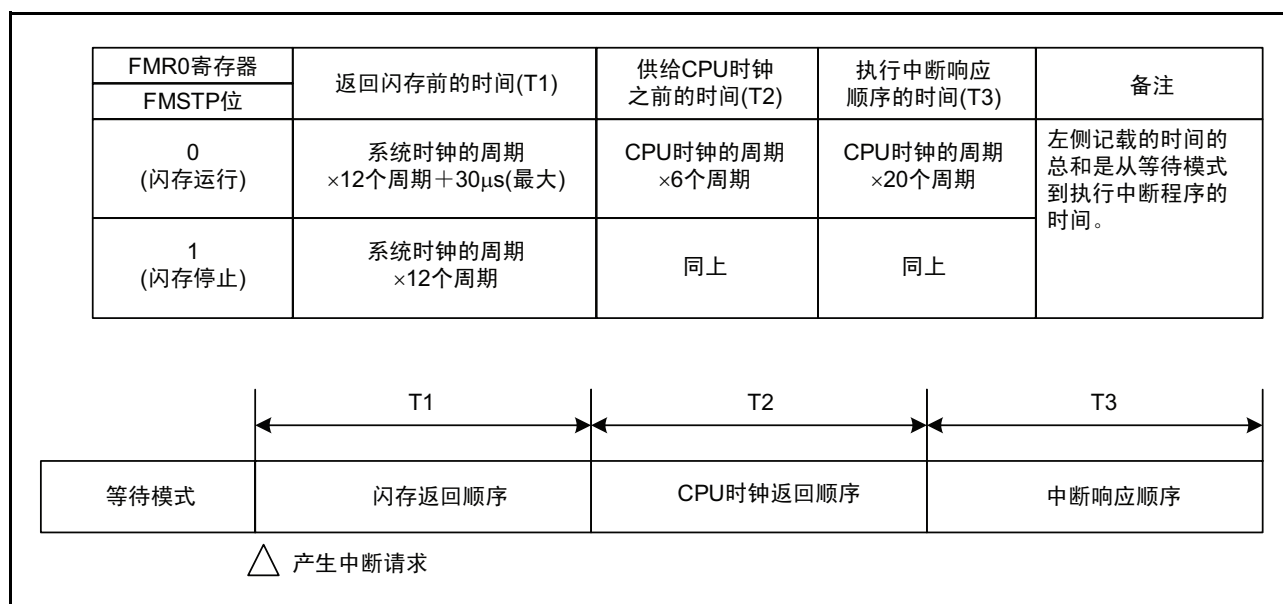 FMR0寄存器
FMSTP位
返回闪存前的时间(T1)
供给CPU时钟
之前的时间(T2)
执行中断响应
顺序的时间(T3)
备注
0
(闪存运行)
系统时钟的周期
×12个周期＋30μs(最大)
CPU时钟的周期
×6个周期
CPU时钟的周期
×20个周期
左侧记载的时间的
总和是从等待模式
到执行中断程序的
时间。
1
(闪存停止)
系统时钟的周期
×12个周期
同上
同上
T1
T2
T3
等待模式
闪存返回顺序
CPU时钟返回顺序
中断响应顺序
产生中断请求